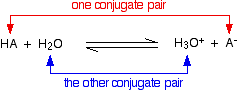 one conjugate pair
HA + H₂O ⇌ H₃O⁺ + A⁻
the other conjugate pair